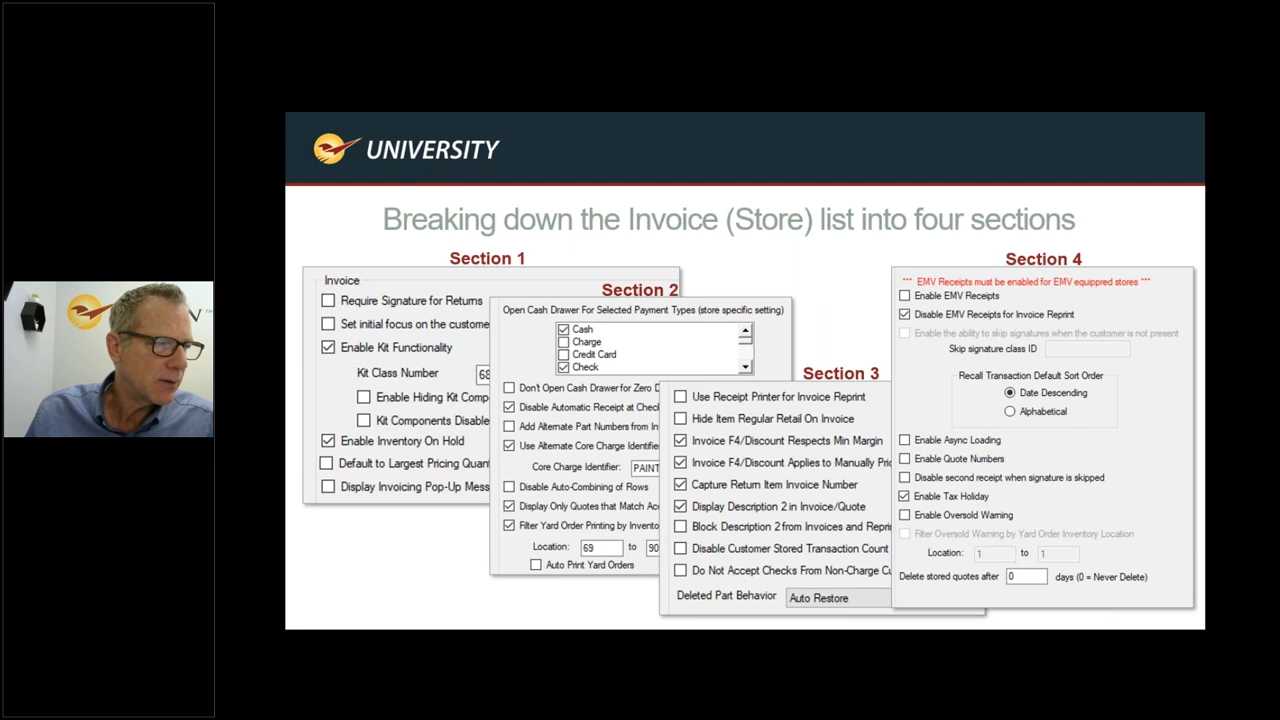 UNIVERSITY
Breaking down the Invoice (Store) list into four sections
Section 1
Invoice
Require Signature for Returns
Set initial focus on the custome
Enable Kit Functionality
Kit Class Number 68
Enable Hiding Kit Comp
Kit Components Disable
Enable Inventory On Hold
Default to Largest Pricing Quan
Display Invoicing Pop-Up Mess
Section 2
Open Cash Drawer For Selected Payment Types (store specific setting)
Cash
Charge
Credit Card
Check
Don't Open Cash Drawer for Zero D
Disable Automatic Receipt at Check
Add Alternate Part Numbers from In
Use Alternate Core Charge Identifier
Core Charge Identifier: PAINT
Disable Auto-Combining of Rows
Display Only Quotes that Match Ac
Filter Yard Order Printing by Invento
Location: 69 to 90
Auto Print Yard Orders
Section 3
Use Receipt Printer for Invoice Reprint
Hide Item Regular Retail On Invoice
Invoice F4/Discount Respects Min Margin
Invoice F4/Discount Applies to Manually Pric
Capture Return Item Invoice Number
Display Description 2 in Invoice/Quote
Block Description 2 from Invoices and Reprin
Disable Customer Stored Transaction Count
Do Not Accept Checks From Non-Charge Cu
Deleted Part Behavior Auto Restore
Section 4
*** EMV Receipts must be enabled for EMV equippred stores ***
Enable EMV Receipts
Disable EMV Receipts for Invoice Reprint
Enable the ability to skip signatures when the customer is not present
Skip signature class ID
Recall Transaction Default Sort Order
Date Descending
Alphabetical
Enable Async Loading
Enable Quote Numbers
Disable second receipt when signature is skipped
Enable Tax Holiday
Enable Oversold Warning
Filter Oversold Warning by Yard Order Inventory Location
Location: 1 to 1
Delete stored quotes after 0 days (0 = Never Delete)